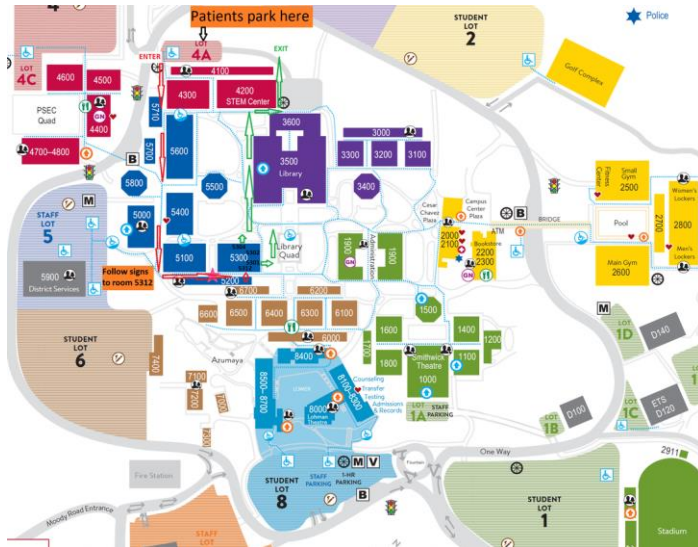 Patients park here
Police
STUDENT
LOT
2
LOT
4A
ENTER
EXIT
LOT
4C
4600
4500
4400
4700–4800
PSEC
Quad
GN
4100
4300
4200
STEM Center
5710
5700
5600
5800
5500
5400
5000
5100
5300
5200
B
M
STAFF
LOT
5
5900
District Services
Follow signs
to room 5312
3600
3500
Library
3000
3300
3200
3100
3400
Library
Quad
1900
GN
Administration
1900
Cesar
Chavez
Plaza
Campus
Center
Plaza
B
2000
2100
ATM
Bookstore
2200
2300
GN
BRIDGE
Golf Complex
Fitness
Center
Small
Gym
2500
Pool
Main Gym
2600
2700
Women's
Lockers
2800
Men's
Lockers
6700
6200
6600
6500
6400
6300
6100
6000
STUDENT
LOT
6
7400
7100
7200
Azumaya
8400
8500–8700
8100–8300
8000
Counseling
Transfer
Testing
Admissions
& Records
1500
1600
1400
1700
1800
Smithwick
Theatre
1000
1100
1200
LOT
1A
STAFF
PARKING
M
LOT
1D
D140
D100
LOT
1B
LOT
1C
ETS
D120
One Way
2911
Fire Station
STUDENT
LOT
8
STAFF
PARKING
1-HR
PARKING
M
V
B
Fountain
STUDENT
LOT
1
Stadium
Moody Road Entrance
STAFF
LOT